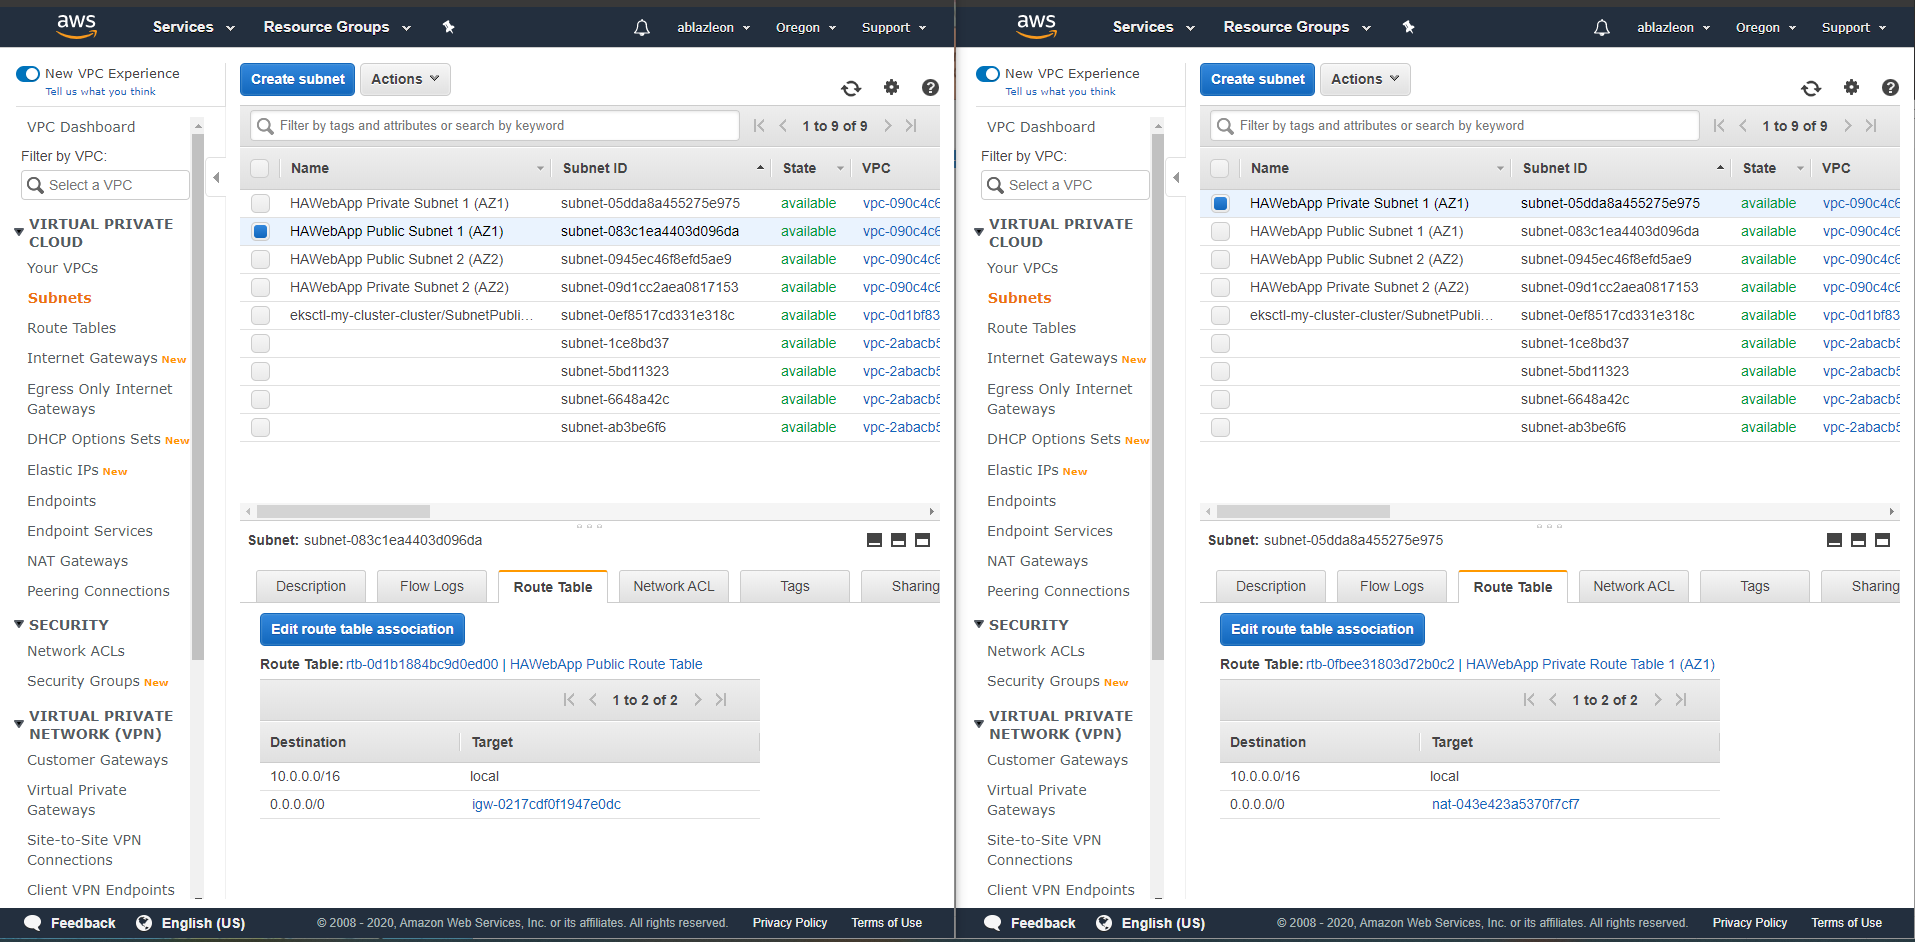 aws
Services
Resource Groups
ablazleon
Oregon
Support
New VPC Experience
Tell us what you think
VPC Dashboard
Filter by VPC:
Select a VPC
VIRTUAL PRIVATE
CLOUD
Your VPCs
Subnets
Route Tables
Internet Gateways New
Egress Only Internet
Gateways
DHCP Options Sets New
Elastic IPs New
Endpoints
Endpoint Services
NAT Gateways
Peering Connections
SECURITY
Network ACLs
Security Groups New
VIRTUAL PRIVATE
NETWORK (VPN)
Customer Gateways
Virtual Private
Gateways
Site-to-Site VPN
Connections
Client VPN Endpoints
Create subnet Actions
Filter by tags and attributes or search by keyword 1 to 9 of 9
Name Subnet ID State VPC
HAWebApp Private Subnet 1 (AZ1) subnet-05dda8a455275e975 available vpc-090c4c6
HAWebApp Public Subnet 1 (AZ1) subnet-083c1ea4403d096da available vpc-090c4c6
HAWebApp Public Subnet 2 (AZ2) subnet-0945ec46f8efd5ae9 available vpc-090c4c6
HAWebApp Private Subnet 2 (AZ2) subnet-09d1cc2aea0817153 available vpc-090c4c6
eksctl-my-cluster-cluster/SubnetPubli... subnet-0ef8517cd331e318c available vpc-0d1bf83
subnet-1ce8bd37 available vpc-2abacb5
subnet-5bd11323 available vpc-2abacb5
subnet-6648a42c available vpc-2abacb5
subnet-ab3be6f6 available vpc-2abacb5
Subnet: subnet-083c1ea4403d096da
Description Flow Logs Route Table Network ACL Tags Sharing
Edit route table association
Route Table: rtb-0d1b1884bc9d0ed00 | HAWebApp Public Route Table
1 to 2 of 2
Destination Target
10.0.0.0/16 local
0.0.0.0/0 igw-0217cdf0f1947e0dc
Feedback English (US) © 2008 - 2020, Amazon Web Services, Inc. or its affiliates. All rights reserved. Privacy Policy Terms of Use
aws
Services
Resource Groups
ablazleon
Oregon
Support
New VPC Experience
Tell us what you think
VPC Dashboard
Filter by VPC:
Select a VPC
VIRTUAL PRIVATE
CLOUD
Your VPCs
Subnets
Route Tables
Internet Gateways New
Egress Only Internet
Gateways
DHCP Options Sets New
Elastic IPs New
Endpoints
Endpoint Services
NAT Gateways
Peering Connections
SECURITY
Network ACLs
Security Groups New
VIRTUAL PRIVATE
NETWORK (VPN)
Customer Gateways
Virtual Private
Gateways
Site-to-Site VPN
Connections
Client VPN Endpoints
Create subnet Actions
Filter by tags and attributes or search by keyword 1 to 9 of 9
Name Subnet ID State VPC
HAWebApp Private Subnet 1 (AZ1) subnet-05dda8a455275e975 available vpc-090c4c6
HAWebApp Public Subnet 1 (AZ1) subnet-083c1ea4403d096da available vpc-090c4c6
HAWebApp Public Subnet 2 (AZ2) subnet-0945ec46f8efd5ae9 available vpc-090c4c6
HAWebApp Private Subnet 2 (AZ2) subnet-09d1cc2aea0817153 available vpc-090c4c6
eksctl-my-cluster-cluster/SubnetPubli... subnet-0ef8517cd331e318c available vpc-0d1bf83
subnet-1ce8bd37 available vpc-2abacb5
subnet-5bd11323 available vpc-2abacb5
subnet-6648a42c available vpc-2abacb5
subnet-ab3be6f6 available vpc-2abacb5
Subnet: subnet-05dda8a455275e975
Description Flow Logs Route Table Network ACL Tags Sharing
Edit route table association
Route Table: rtb-0fbee31803d72b0c2 | HAWebApp Private Route Table 1 (AZ1)
1 to 2 of 2
Destination Target
10.0.0.0/16 local
0.0.0.0/0 nat-043e423a5370f7cf7
Feedback English (US) © 2008 - 2020, Amazon Web Services, Inc. or its affiliates. All rights reserved. Privacy Policy Terms of Use